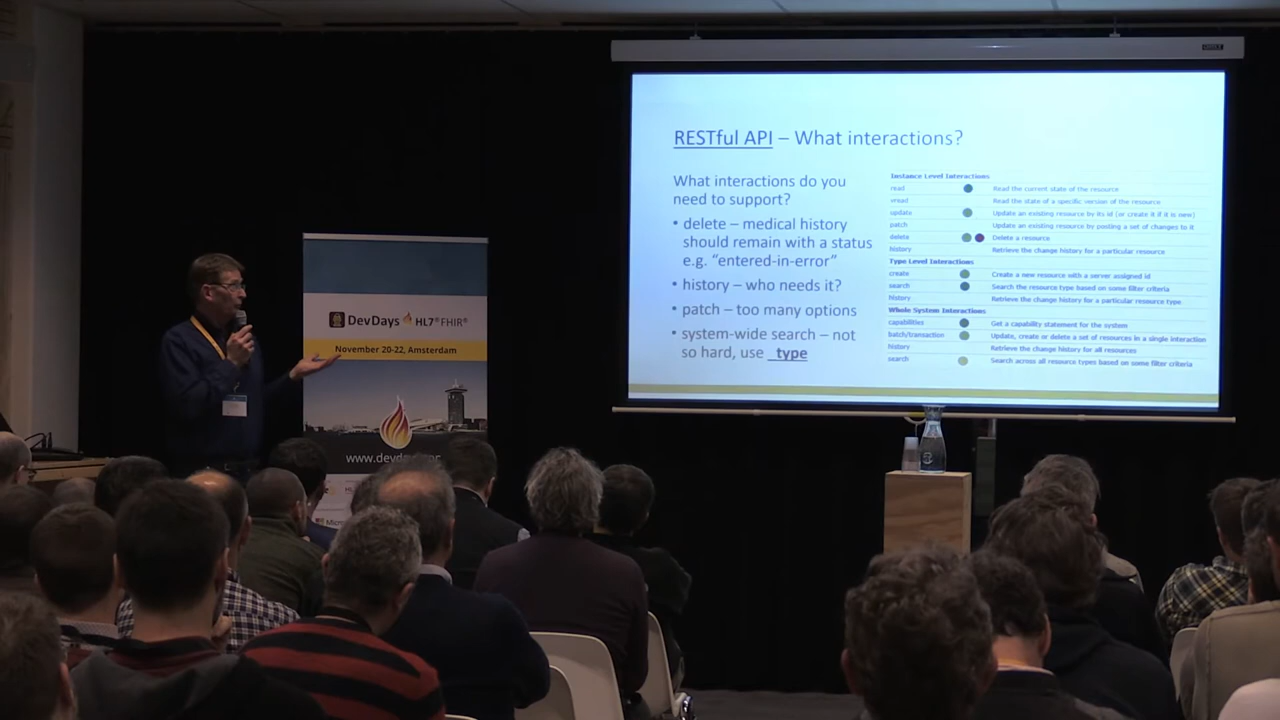 RESTful API – What interactions?
What interactions do you
need to support?
• delete – medical history
should remain with a status
e.g. “entered-in-error”
• history – who needs it?
• patch – too many options
• system-wide search – not
so hard, use _type
Instance Level Interactions
read Read the current state of the resource
vread Read the state of a specific version of the resource
update Update an existing resource by its id (or create it if it is new)
patch Update an existing resource by posting a set of changes to it
delete Delete a resource
history Retrieve the change history for a particular resource
Type Level Interactions
create Create a new resource with a server assigned id
search Search the resource type based on some filter criteria
history Retrieve the change history for a particular resource type
Whole System Interactions
capabilities Get a capability statement for the system
batch/transaction Update, create or delete a set of resources in a single interaction
history Retrieve the change history for all resources
search Search across all resource types based on some filter criteria
DevDays HL7® FHIR®
November 20-22, Amsterdam